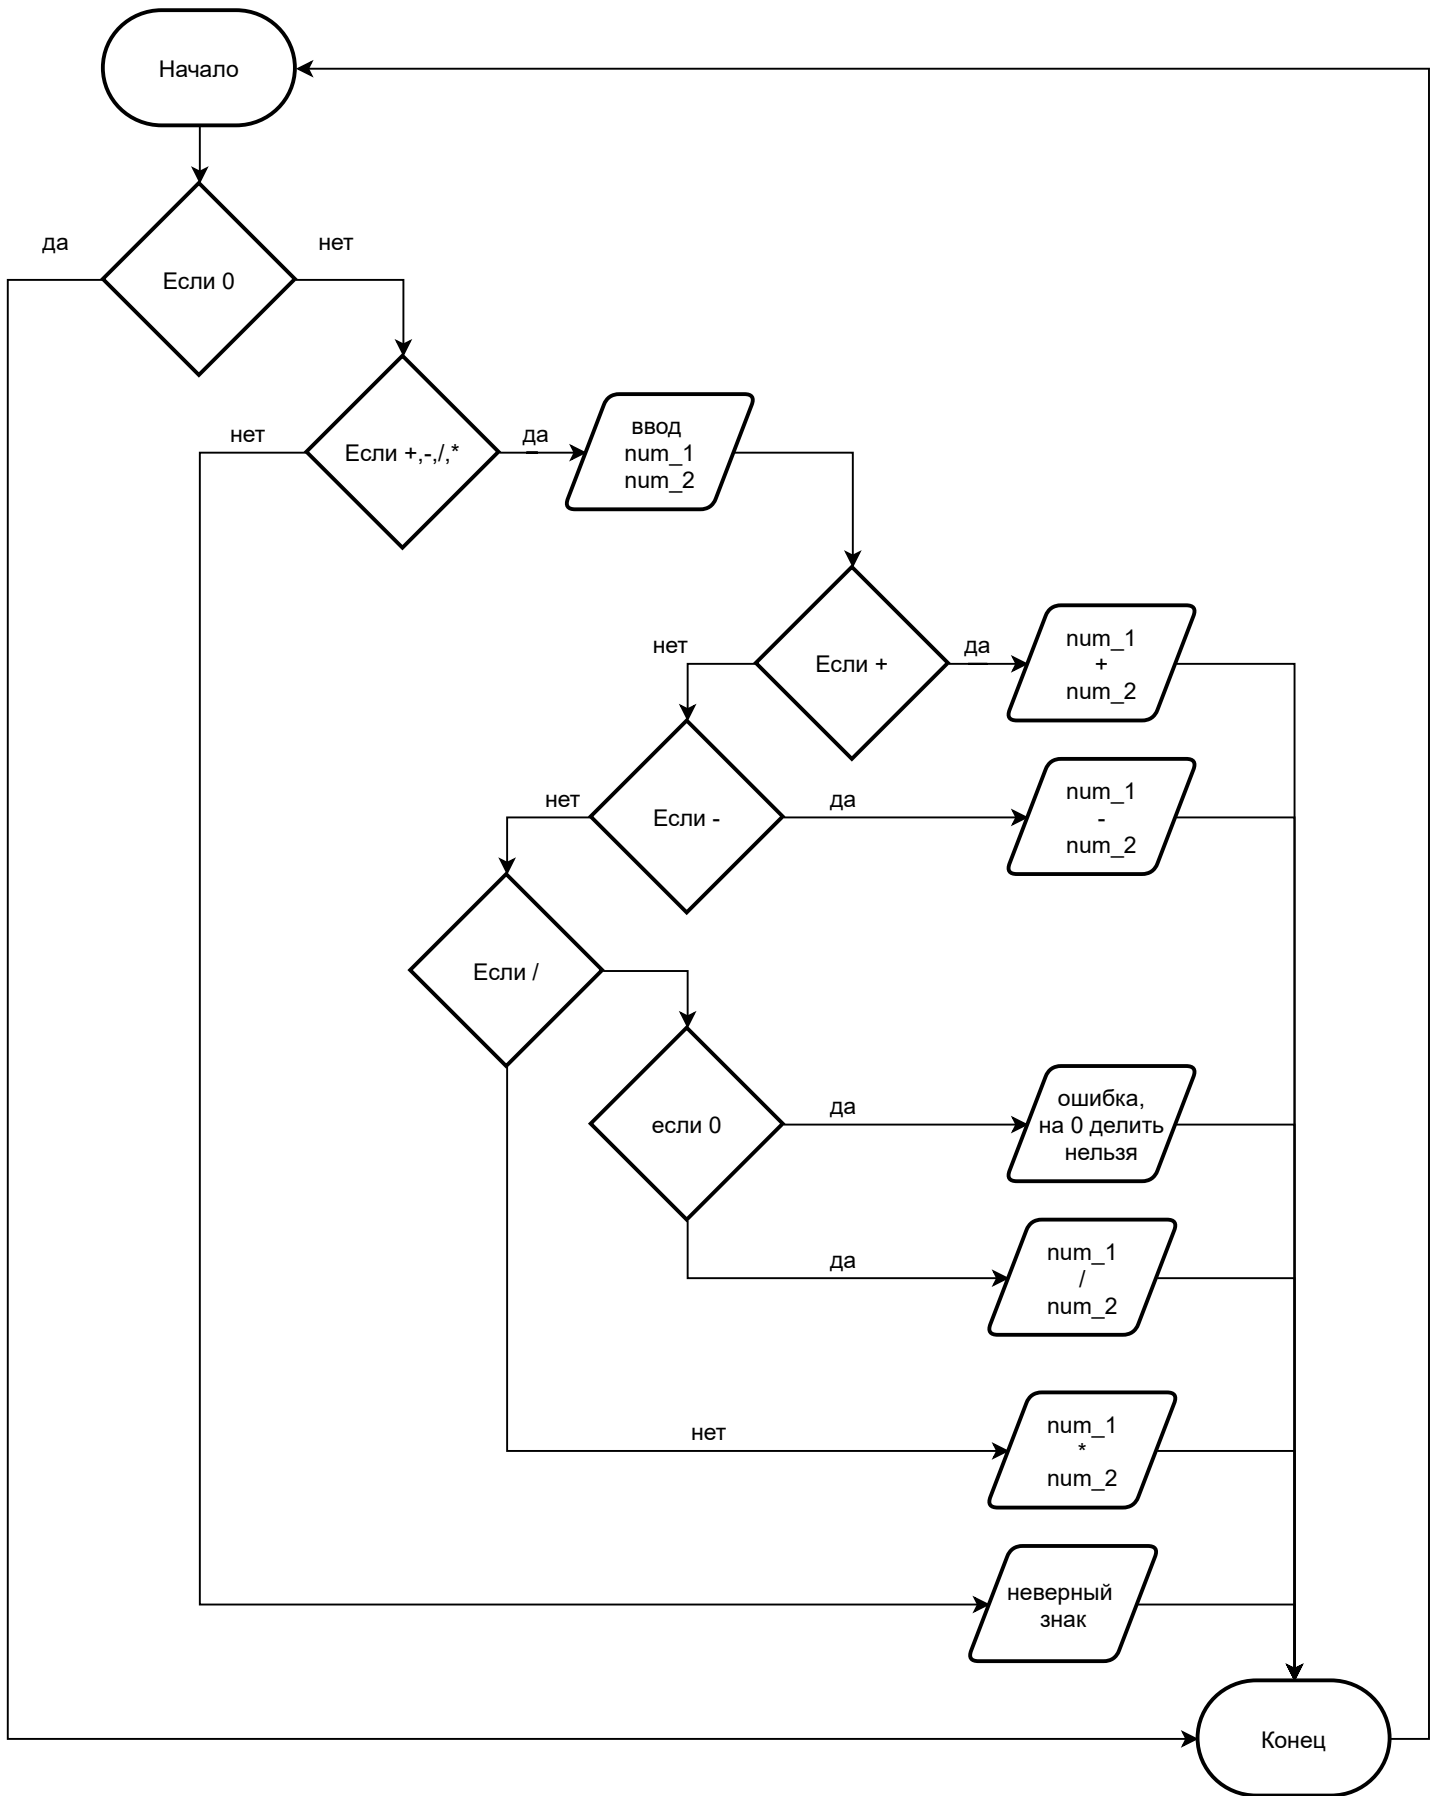 Начало
да
нет
Если 0
нет
Если +,-,/,*
да
ввод
num_1
num_2
нет
Если +
да
num_1
+
num_2
нет
Если -
да
num_1
-
num_2
Если /
если 0
да
ошибка,
на 0 делить
нельзя
да
num_1
/
num_2
нет
num_1
*
num_2
неверный
знак
Конец